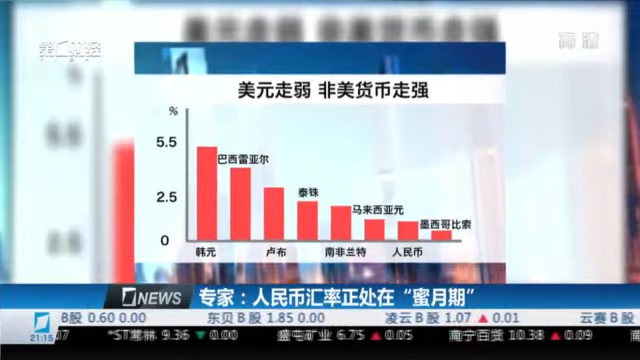 第一财经
高清
美元走弱 非美货币走强
%
5.5
巴西雷亚尔
泰铢
2.5
马来西亚元
墨西哥比索
0
韩元
卢布
南非兰特
人民币
NEWS
专家：人民币汇率正处在“蜜月期”
B股 0.60 0.00
东贝B股 1.85 0.00
凌云B股 1.07 ▲ 0.01
云赛B股
21:15
07
*ST常林 9.36 ▼ 0.00
盛屯矿业 6.75 ▲ 0.05
南宁百货 10.38 ▲ 0.09